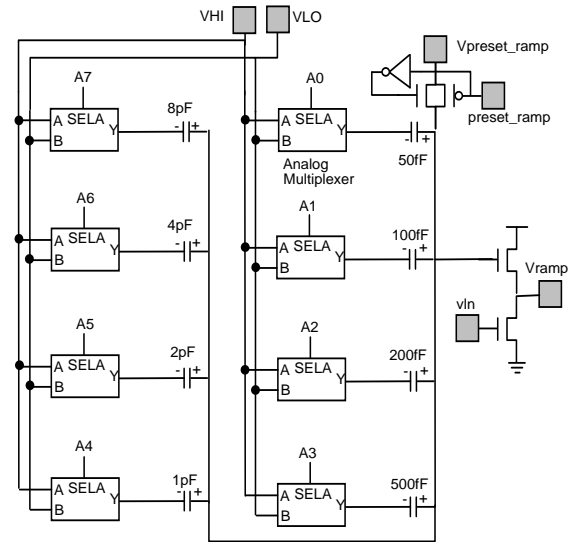 VHI
VLO
Vpreset_ramp
preset_ramp
A7
A SELA
B
Y
8pF
- +
A0
A SELA
B
Y
- +
50fF
Analog
Multiplexer
A6
A SELA
B
Y
4pF
- +
A1
A SELA
B
Y
100fF
- +
Vramp
vln
A5
A SELA
B
Y
2pF
- +
A2
A SELA
B
Y
200fF
- +
A4
A SELA
B
Y
1pF
- +
A3
A SELA
B
Y
500fF
- +